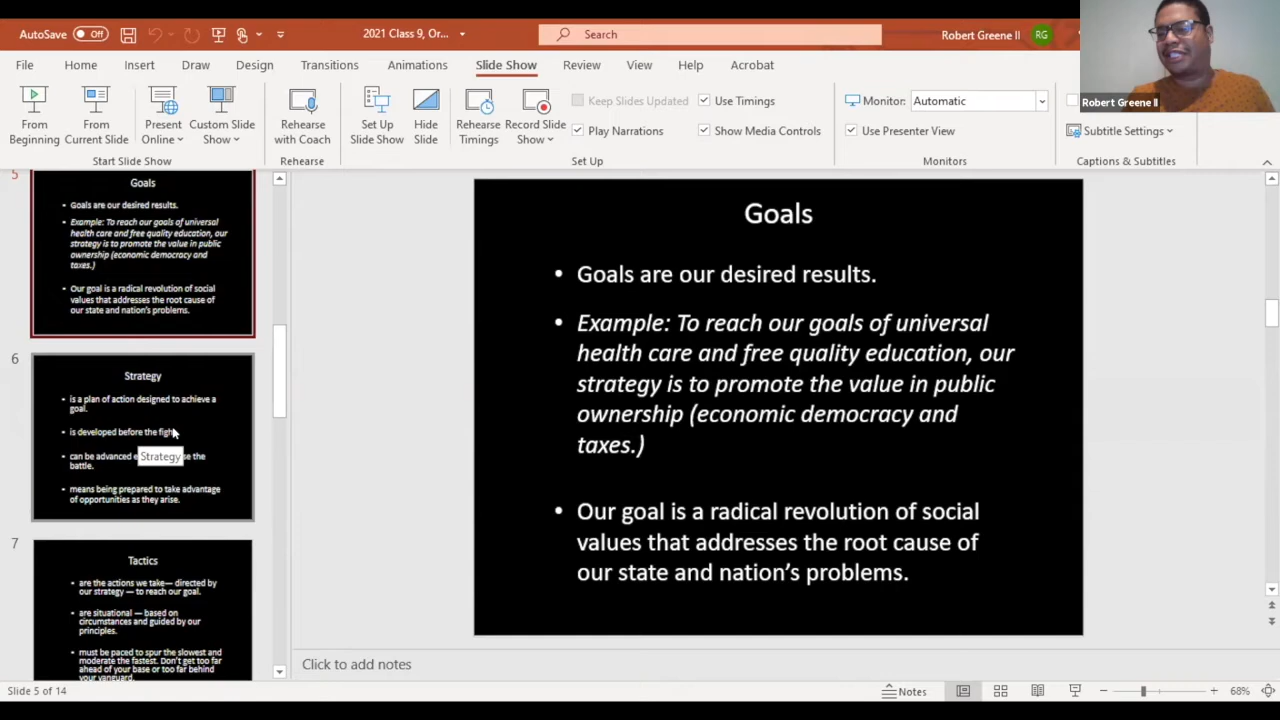 AutoSave Off
2021 Class 9, Or...
Search
Robert Greene II RG
File Home Insert Draw Design Transitions Animations Slide Show Review View Help Acrobat
From Beginning
From Current Slide
Present Online
Custom Slide Show
Start Slide Show
Rehearse with Coach
Rehearse
Set Up Slide Show
Hide Slide
Rehearse Timings
Record Slide Show
Keep Slides Updated
Play Narrations
Use Timings
Show Media Controls
Set Up
Monitor: Automatic
Use Presenter View
Monitors
Subtitle Settings
Captions & Subtitles
Robert Greene II
5
Goals
• Goals are our desired results.
• Example: To reach our goals of universal
health care and free quality education, our
strategy is to promote the value in public
ownership (economic democracy and
taxes.)
• Our goal is a radical revolution of social
values that addresses the root cause of
our state and nation's problems.
6
Strategy
• is a plan of action designed to achieve a
goal.
• is developed before the fight
• can be advanced se the
battle.
Strategy
• means being prepared to take advantage
of opportunities as they arise.
7
Tactics
• are the actions we take— directed by
our strategy — to reach our goal.
• are situational — based on
circumstances and guided by our
principles.
• must be paced to spur the slowest and
moderate the fastest. Don't get too far
ahead of your base or too far behind
your vanguard.
Goals
• Goals are our desired results.
• Example: To reach our goals of universal
health care and free quality education, our
strategy is to promote the value in public
ownership (economic democracy and
taxes.)
• Our goal is a radical revolution of social
values that addresses the root cause of
our state and nation's problems.
Click to add notes
Slide 5 of 14
Notes
68%